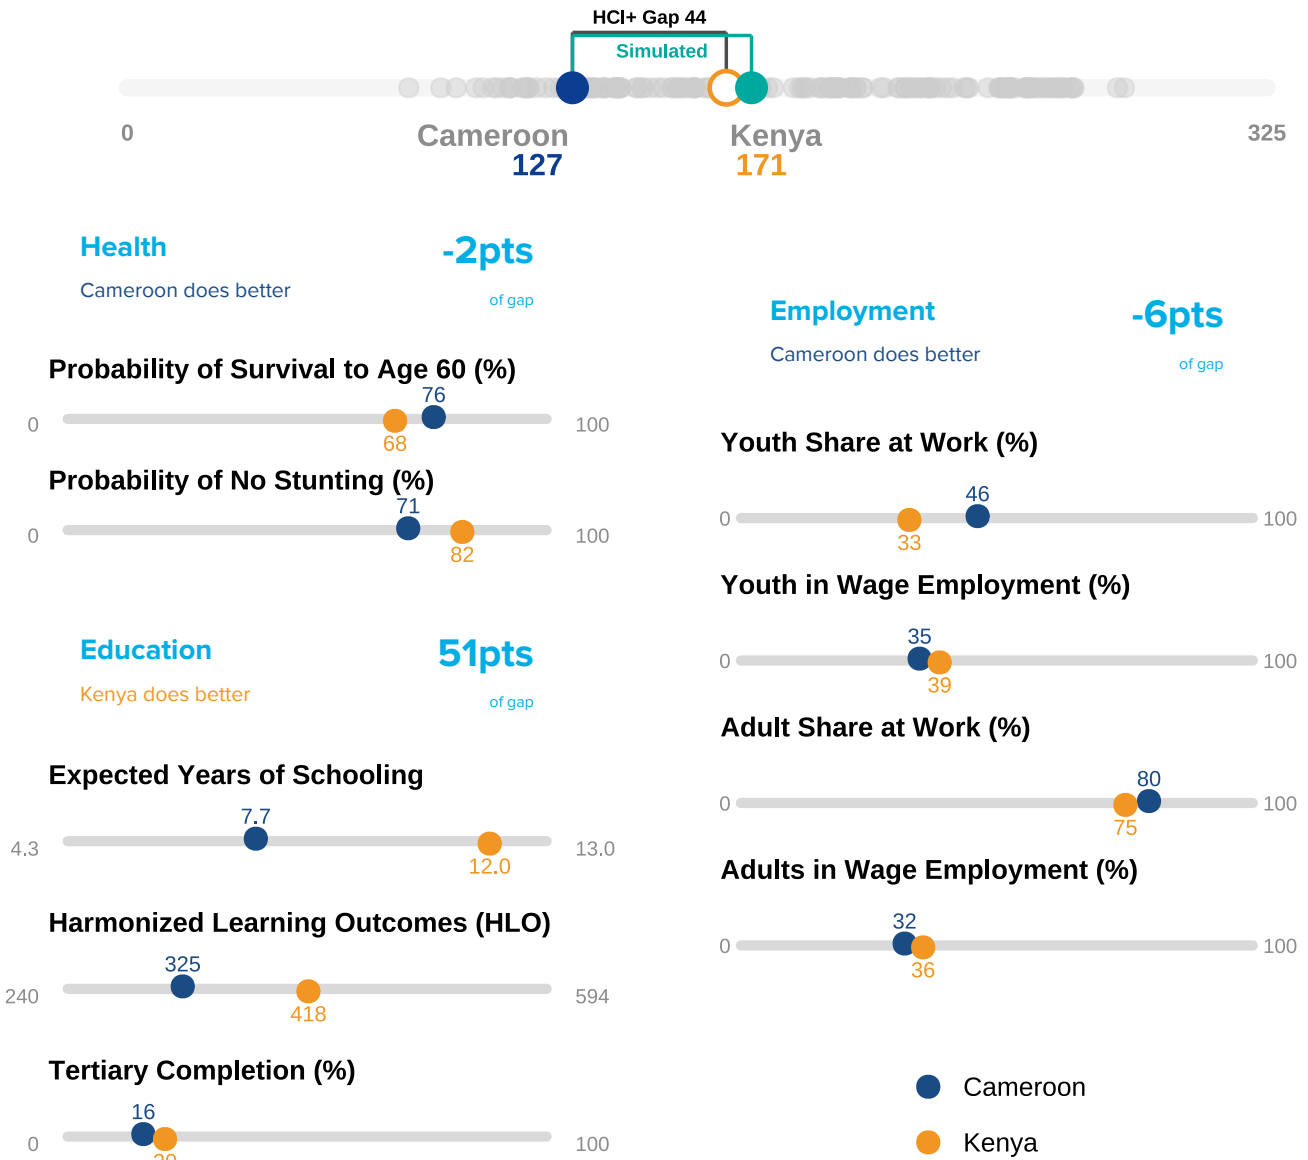 HCI+ Gap 44
Simulated
0
Cameroon
127
Kenya
171
325
Health
-2pts
Cameroon does better
of gap
Probability of Survival to Age 60 (%)
76
0
100
68
Probability of No Stunting (%)
71
0
100
82
Education
51pts
Kenya does better
of gap
Expected Years of Schooling
7.7
4.3
13.0
12.0
Harmonized Learning Outcomes (HLO)
325
240
594
418
Tertiary Completion (%)
16
0
100
Employment
-6pts
Cameroon does better
of gap
Youth Share at Work (%)
46
0
100
33
Youth in Wage Employment (%)
35
0
100
39
Adult Share at Work (%)
80
0
100
75
Adults in Wage Employment (%)
32
0
100
36
Cameroon
Kenya